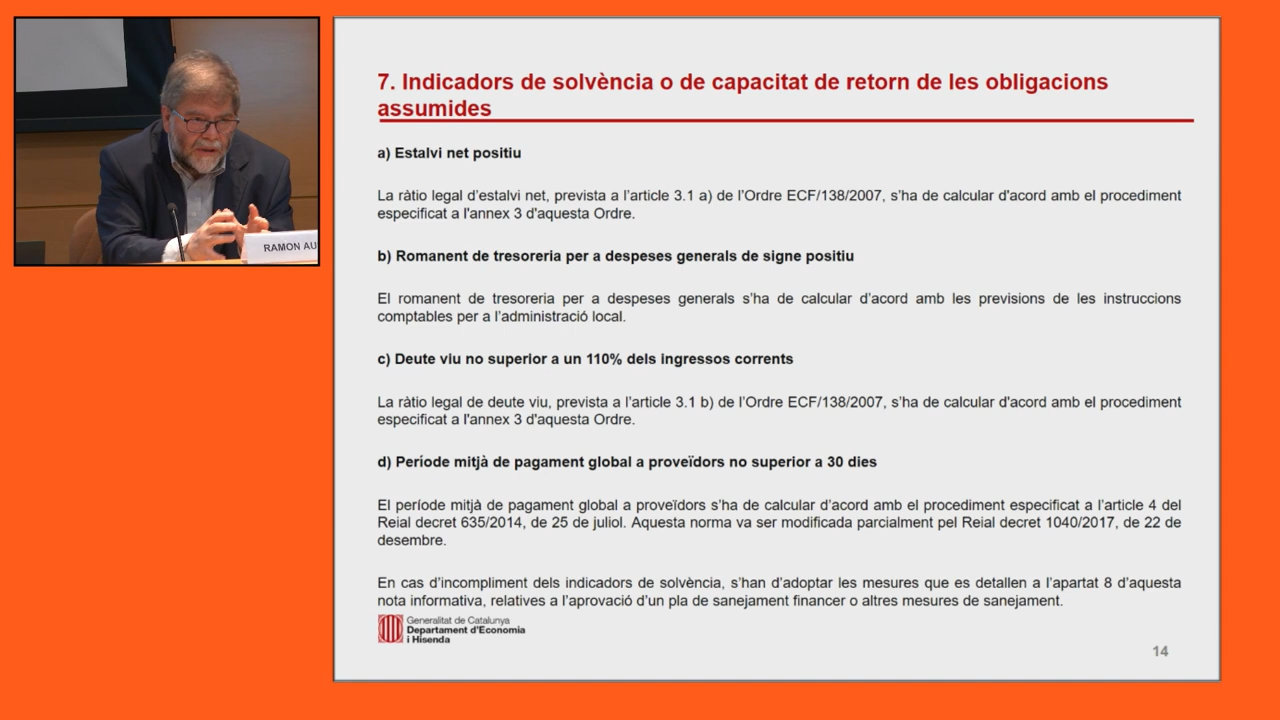 RAMON AU
7. Indicadors de solvència o de capacitat de retorn de les obligacions
assumides
a) Estalvi net positiu
La ràtio legal d’estalvi net, prevista a l’article 3.1 a) de l’Ordre ECF/138/2007, s’ha de calcular d'acord amb el procediment
especificat a l'annex 3 d'aquesta Ordre.
b) Romanent de tresoreria per a despeses generals de signe positiu
El romanent de tresoreria per a despeses generals s’ha de calcular d’acord amb les previsions de les instruccions
comptables per a l’administració local.
c) Deute viu no superior a un 110% dels ingressos corrents
La ràtio legal de deute viu, prevista a l’article 3.1 b) de l’Ordre ECF/138/2007, s’ha de calcular d'acord amb el procediment
especificat a l'annex 3 d'aquesta Ordre.
d) Període mitjà de pagament global a proveïdors no superior a 30 dies
El període mitjà de pagament global a proveïdors s’ha de calcular d’acord amb el procediment especificat a l’article 4 del
Reial decret 635/2014, de 25 de juliol. Aquesta norma va ser modificada parcialment pel Reial decret 1040/2017, de 22 de
desembre.
En cas d’incompliment dels indicadors de solvència, s’han d’adoptar les mesures que es detallen a l’apartat 8 d’aquesta
nota informativa, relatives a l’aprovació d’un pla de sanejament financer o altres mesures de sanejament.
Generalitat de Catalunya
Departament d'Economia
i Hisenda
14